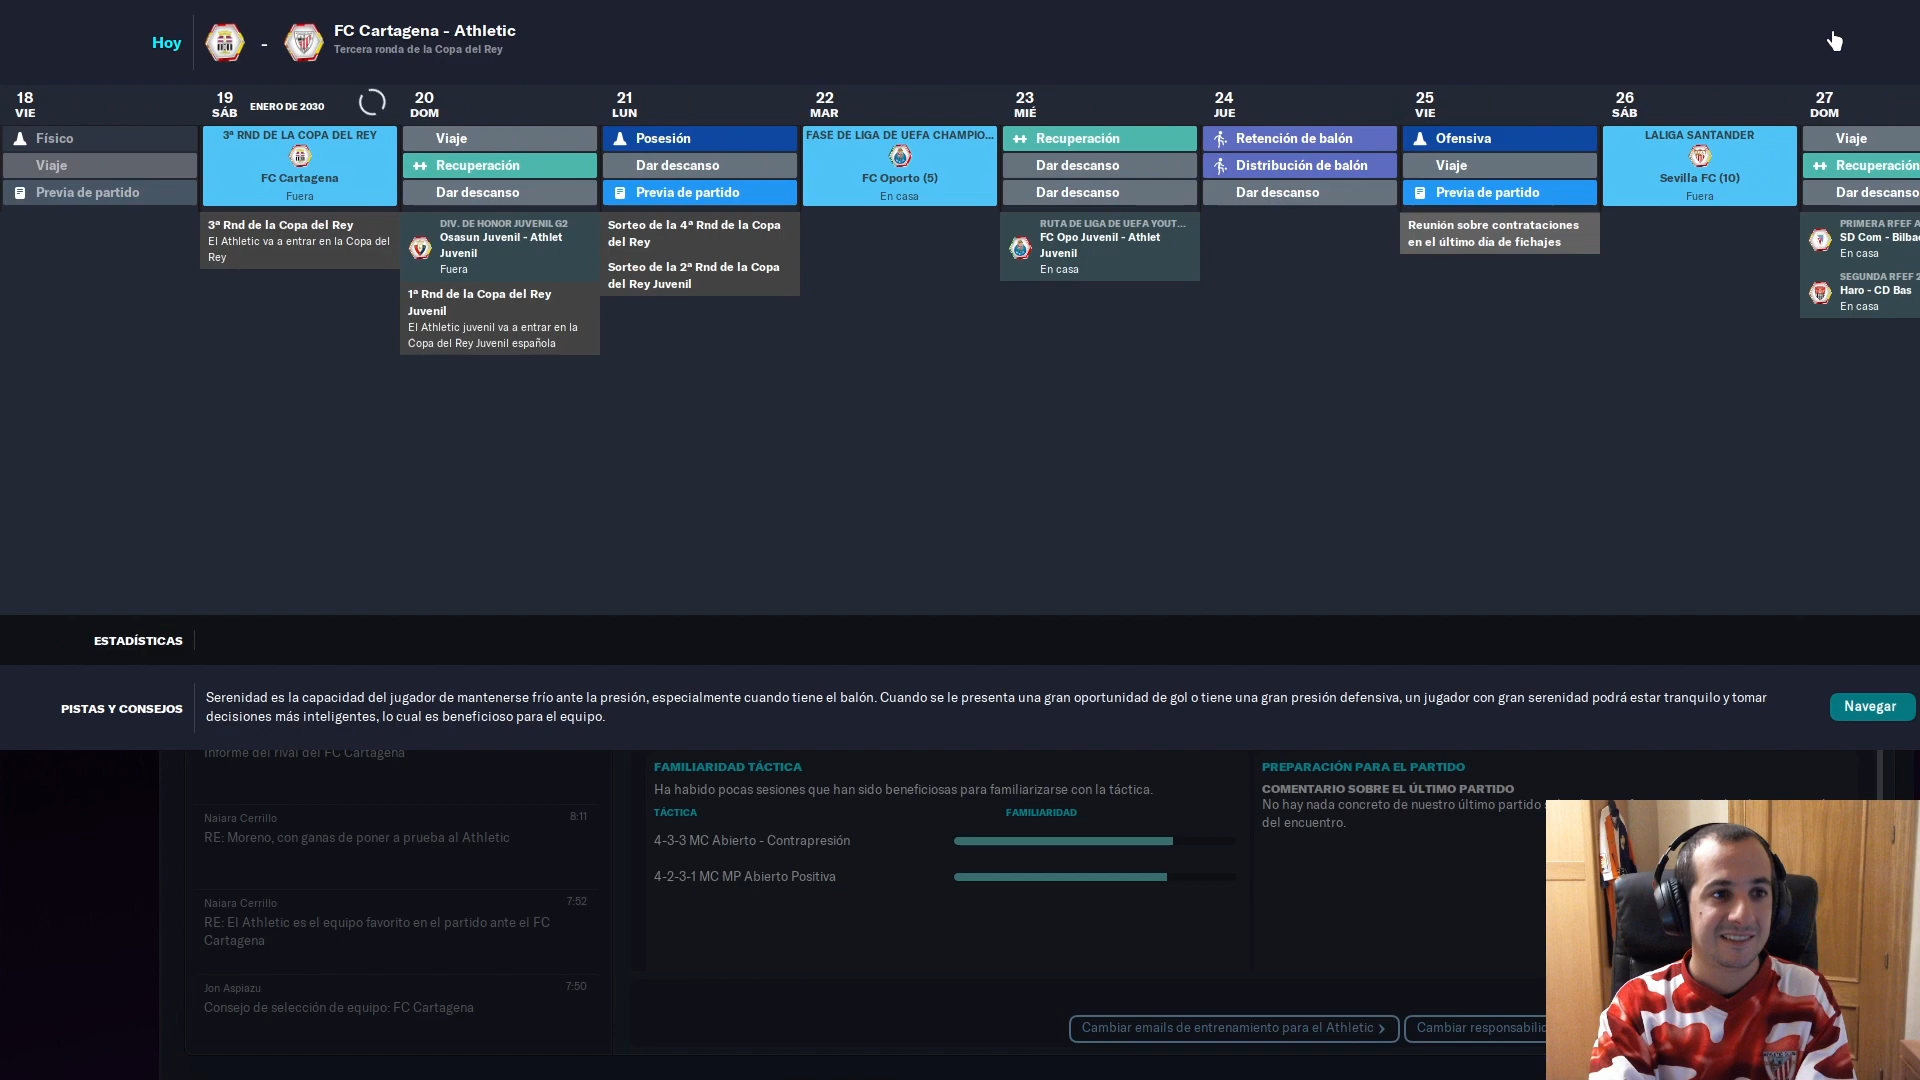 Hoy
FC Cartagena - Athletic
Tercera ronda de la Copa del Rey
18
VIE
19
SÁB
ENERO DE 2030
20
DOM
21
LUN
22
MAR
23
MIÉ
24
JUE
25
VIE
26
SÁB
27
DOM
Físico
Viaje
Previa de partido
3ª RND DE LA COPA DEL REY
FC Cartagena
Fuera
3ª Rnd de la Copa del Rey
El Athletic va a entrar en la Copa del
Rey
Viaje
Recuperación
Dar descanso
DIV. DE HONOR JUVENIL G2
Osasun Juvenil - Athlet
Juvenil
Fuera
1ª Rnd de la Copa del Rey
Juvenil
El Athletic juvenil va a entrar en la
Copa del Rey Juvenil española
Posesión
Dar descanso
Previa de partido
Sorteo de la 4ª Rnd de la Copa
del Rey
Sorteo de la 2ª Rnd de la Copa
del Rey Juvenil
FASE DE LIGA DE UEFA CHAMPIO...
FC Oporto (5)
En casa
Recuperación
Dar descanso
Dar descanso
RUTA DE LIGA DE UEFA YOUT...
FC Opo Juvenil - Athlet
Juvenil
En casa
Retención de balón
Distribución de balón
Dar descanso
Ofensiva
Viaje
Previa de partido
Reunión sobre contrataciones
en el último día de fichajes
LALIGA SANTANDER
Sevilla FC (10)
Fuera
Viaje
Recuperación
Dar descanso
PRIMERA RFEF A
SD Com - Bilba
En casa
SEGUNDA RFEF 2
Haro - CD Bas
En casa
ESTADÍSTICAS
PISTAS Y CONSEJOS
Serenidad es la capacidad del jugador de mantenerse frío ante la presión, especialmente cuando tiene el balón. Cuando se le presenta una gran oportunidad de gol o tiene una gran presión defensiva, un jugador con gran serenidad podrá estar tranquilo y tomar
decisiones más inteligentes, lo cual es beneficioso para el equipo.
Navegar
Informe del rival del FC Cartagena
Naiara Cerrillo
8:11
RE: Moreno, con ganas de poner a prueba al Athletic
Naiara Cerrillo
7:52
RE: El Athletic es el equipo favorito en el partido ante el FC
Cartagena
Jon Aspiazu
7:50
Consejo de selección de equipo: FC Cartagena
FAMILIARIDAD TÁCTICA
Ha habido pocas sesiones que han sido beneficiosas para familiarizarse con la táctica.
TÁCTICA
FAMILIARIDAD
4-3-3 MC Abierto - Contrapresión
4-2-3-1 MC MP Abierto Positiva
PREPARACIÓN PARA EL PARTIDO
COMENTARIO SOBRE EL ÚLTIMO PARTIDO
No hay nada concreto de nuestro último partido
del encuentro.
Cambiar emails de entrenamiento para el Athletic
Cambiar responsabilid